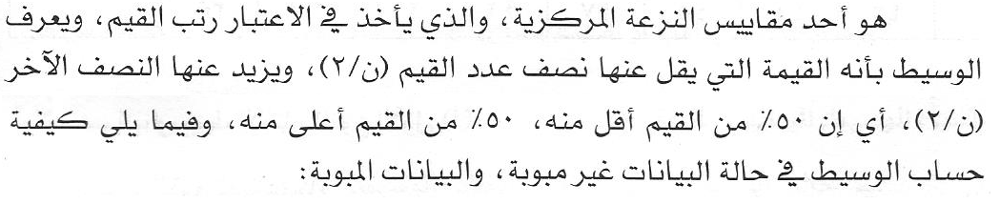 هو أحد مقاييس النزعة المركزية، والذي يأخذ في الاعتبار رتب القيم، ويعرف
الوسيط بأنه القيمة التي يقل عنها نصف عدد القيم (ن/٢)، ويزيد عنها النصف الآخر
(ن/٢)، أي إن ٥٠٪ من القيم أقل منه، ٥٠٪ من القيم أعلى منه، وفيما يلي كيفية
حساب الوسيط في حالة البيانات غير مبوبة، والبيانات المبوبة: